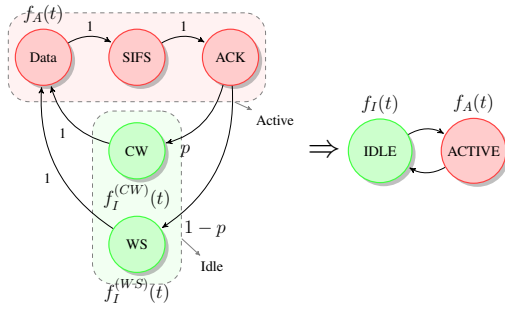 f_A(t)
1 1
Data SIFS ACK
Active
1 CW p
f_I^{(CW)}(t)
1
WS 1 − p
Idle
f_I^{(WS)}(t)
⇒
f_I(t) f_A(t)
IDLE ACTIVE